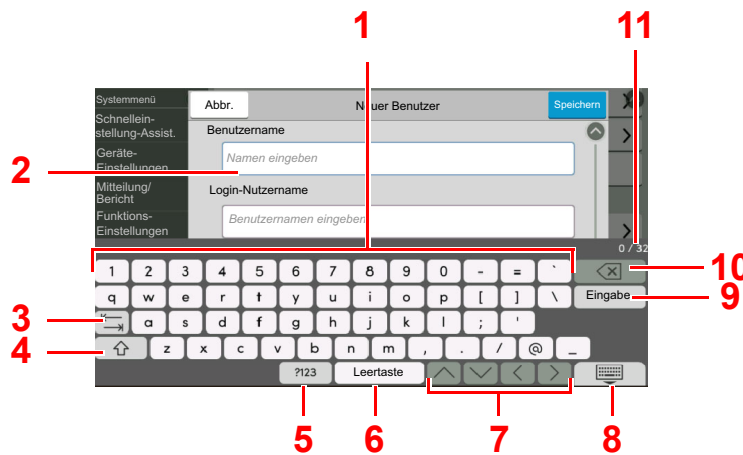 1
11
Systemmenü
Abbr.
Neuer Benutzer
Speichern
Schnellein-
stellung-Assist.
Benutzername
Geräte-
Einstellungen
2
Namen eingeben
Mitteilung/
Bericht
Login-Nutzername
Funktions-
Einstellungen
Benutzernamen eingeben
0 / 32
1 2 3 4 5 6 7 8 9 0 - = `
10
q w e r t y u i o p [ ] \ Eingabe
9
3
a s d f g h j k l ; '
4
z x c v b n m , . / @ _
?123 Leertaste
5 6 7 8